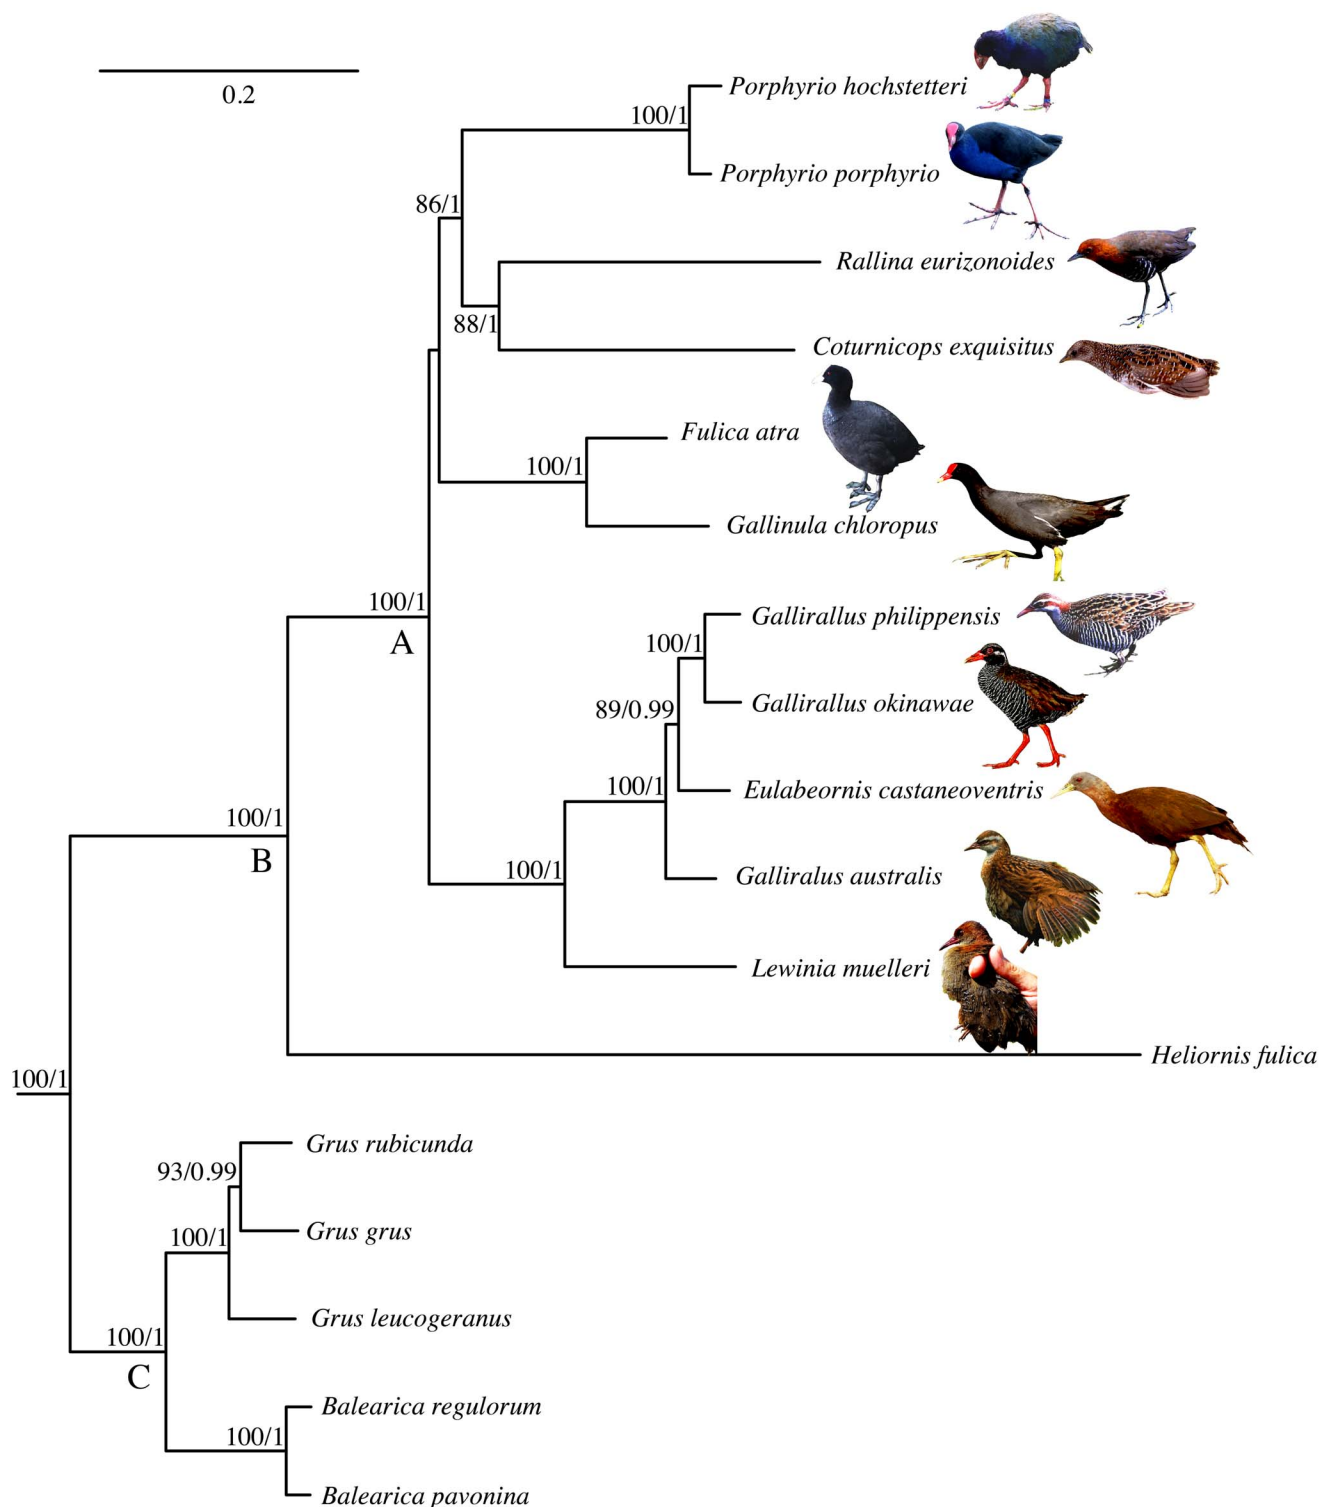 0.2
Porphyrio hochstetteri
100/1
Porphyrio porphyrio
86/1
Rallina eurizonoides
88/1
Coturnicops exquisitus
Fulica atra
100/1
Gallinula chloropus
100/1
A
Gallirallus philippensis
100/1
Gallirallus okinawae
89/0.99
Eulabeornis castaneoventris
100/1
100/1
B
Galliralus australis
100/1
Lewinia muelleri
Heliornis fulica
100/1
Grus rubicunda
93/0.99
Grus grus
100/1
Grus leucogeranus
100/1
C
Balearica regulorum
100/1
Balearica pavonina